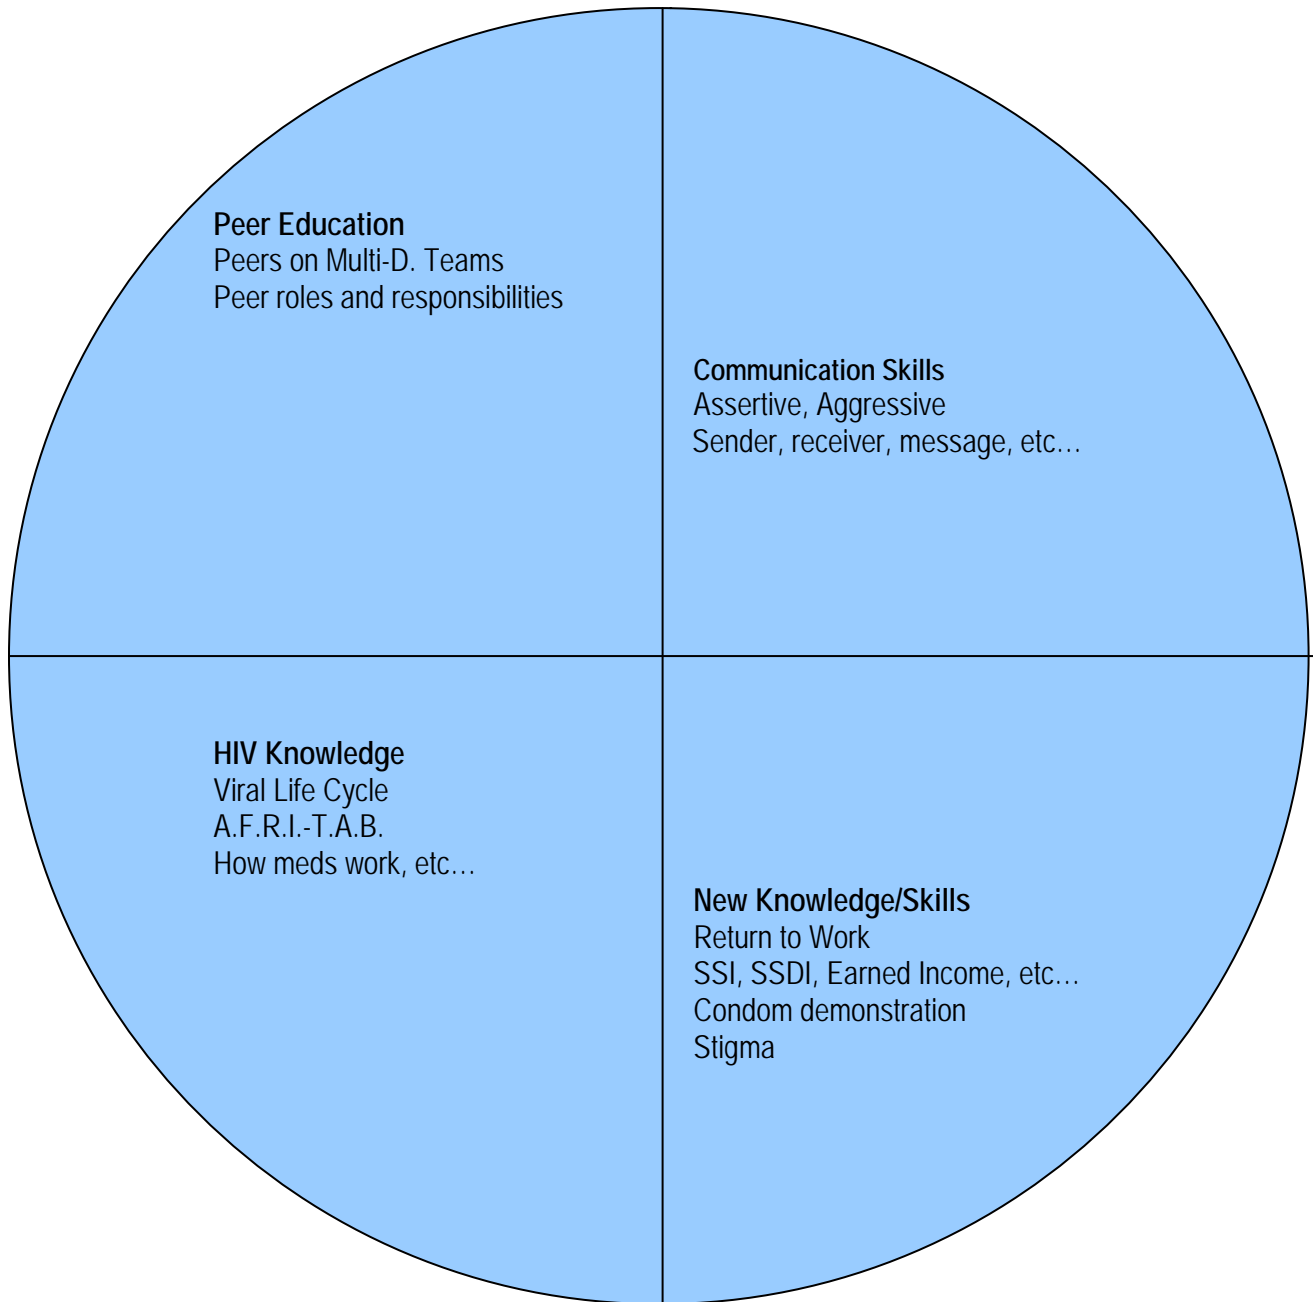 Peer Education
Peers on Multi-D. Teams
Peer roles and responsibilities
Communication Skills
Assertive, Aggressive
Sender, receiver, message, etc…
HIV Knowledge
Viral Life Cycle
A.F.R.I.-T.A.B.
How meds work, etc…
New Knowledge/Skills
Return to Work
SSI, SSDI, Earned Income, etc…
Condom demonstration
Stigma